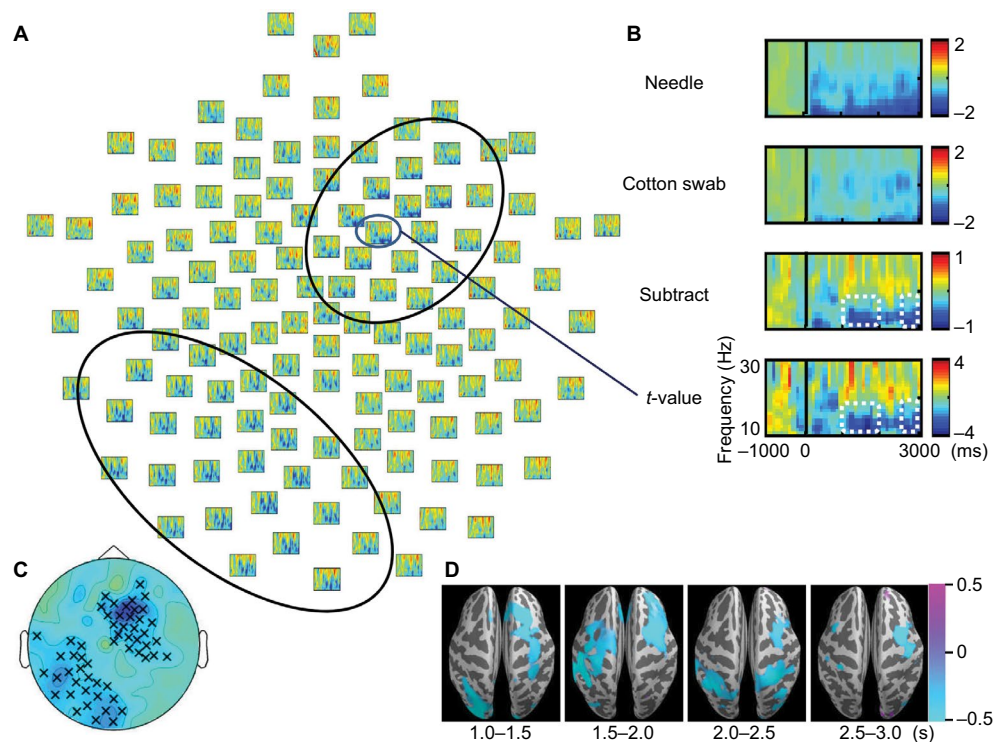 A
B
Needle
2
−2
Cotton swab
2
−2
Subtract
1
−1
t-value
Frequency (Hz)
30
10
4
−4
−1000 0 3000 (ms)
C
D
0.5
0
−0.5
1.0–1.5 1.5–2.0 2.0–2.5 2.5–3.0 (s)